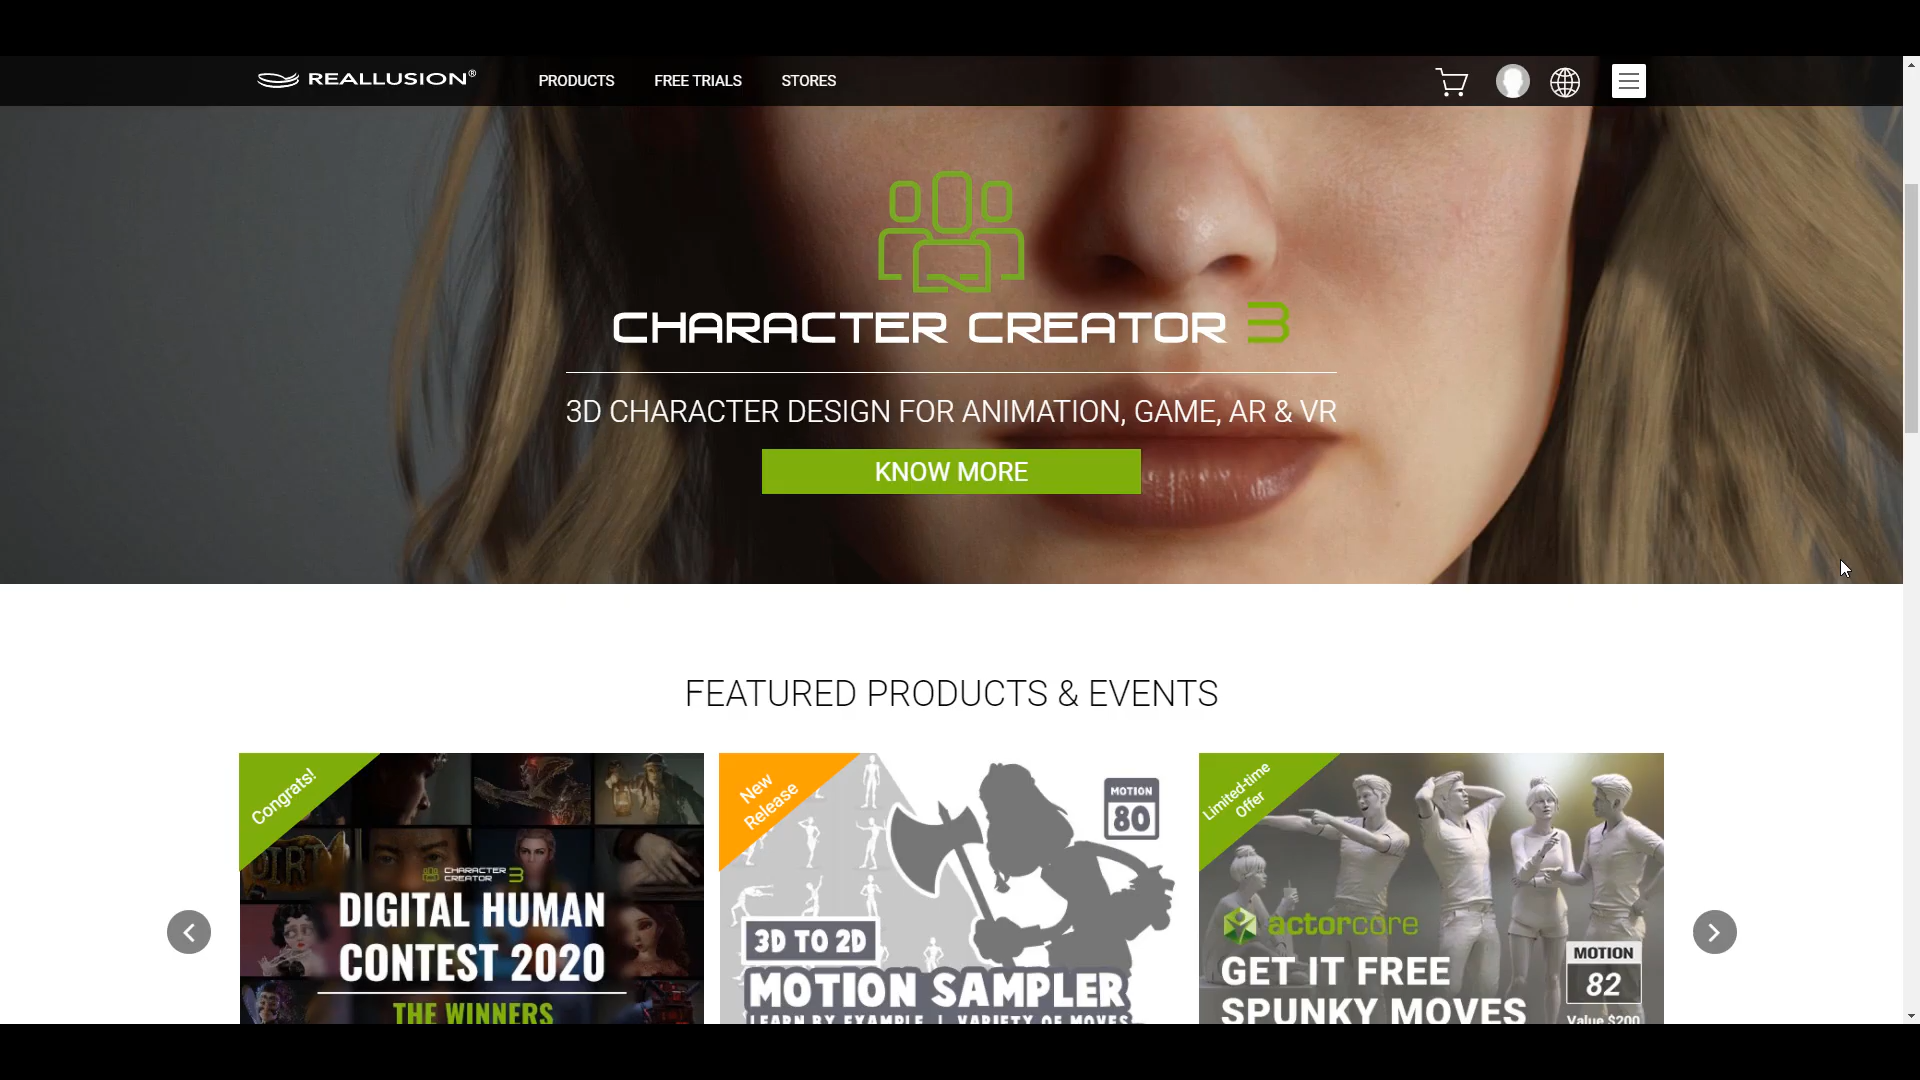 REALLUSION®
PRODUCTS
FREE TRIALS
STORES
CHARACTER CREATOR 3
3D CHARACTER DESIGN FOR ANIMATION, GAME, AR & VR
KNOW MORE
FEATURED PRODUCTS & EVENTS
Congrats!
DIRT
CHARACTER
CREATOR 3
DIGITAL HUMAN
CONTEST 2020
THE WINNERS
New
Release
MOTION
80
3D TO 2D
MOTION SAMPLER
LEARN BY EXAMPLE | VARIETY OF MOVES
Limited-time
Offer
actorcore
GET IT FREE
SPUNKY MOVES
MOTION
82
Value $200